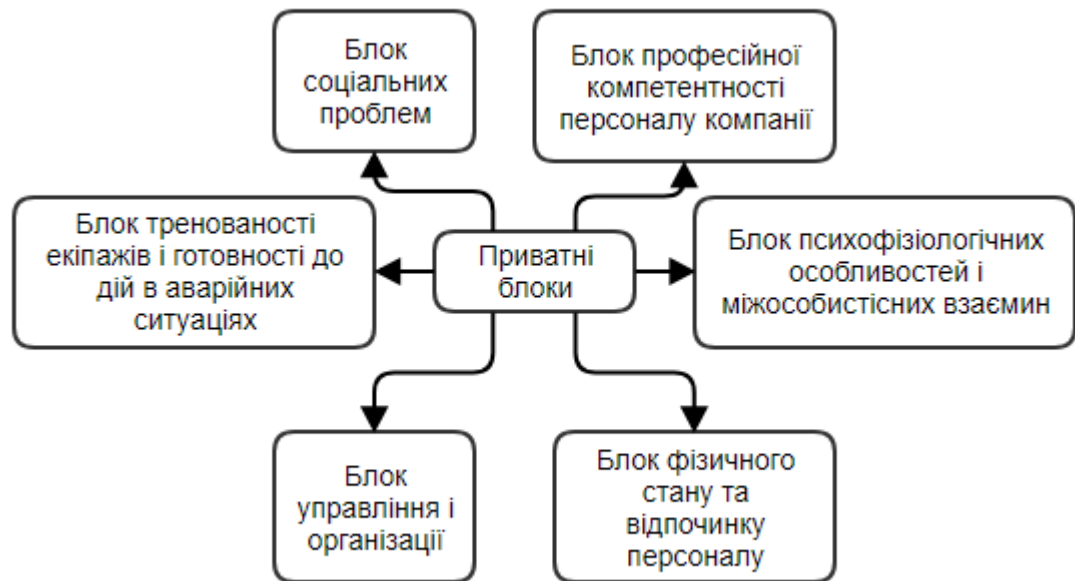 Блок
соціальних
проблем
Блок професійної
компетентності
персоналу компанії
Блок тренованості
екіпажів і готовності до
дій в аварійних
ситуаціях
Приватні
блоки
Блок психофізіологічних
особливостей і
міжособистісних взаємин
Блок
управління і
організації
Блок фізичного
стану та
відпочинку
персоналу